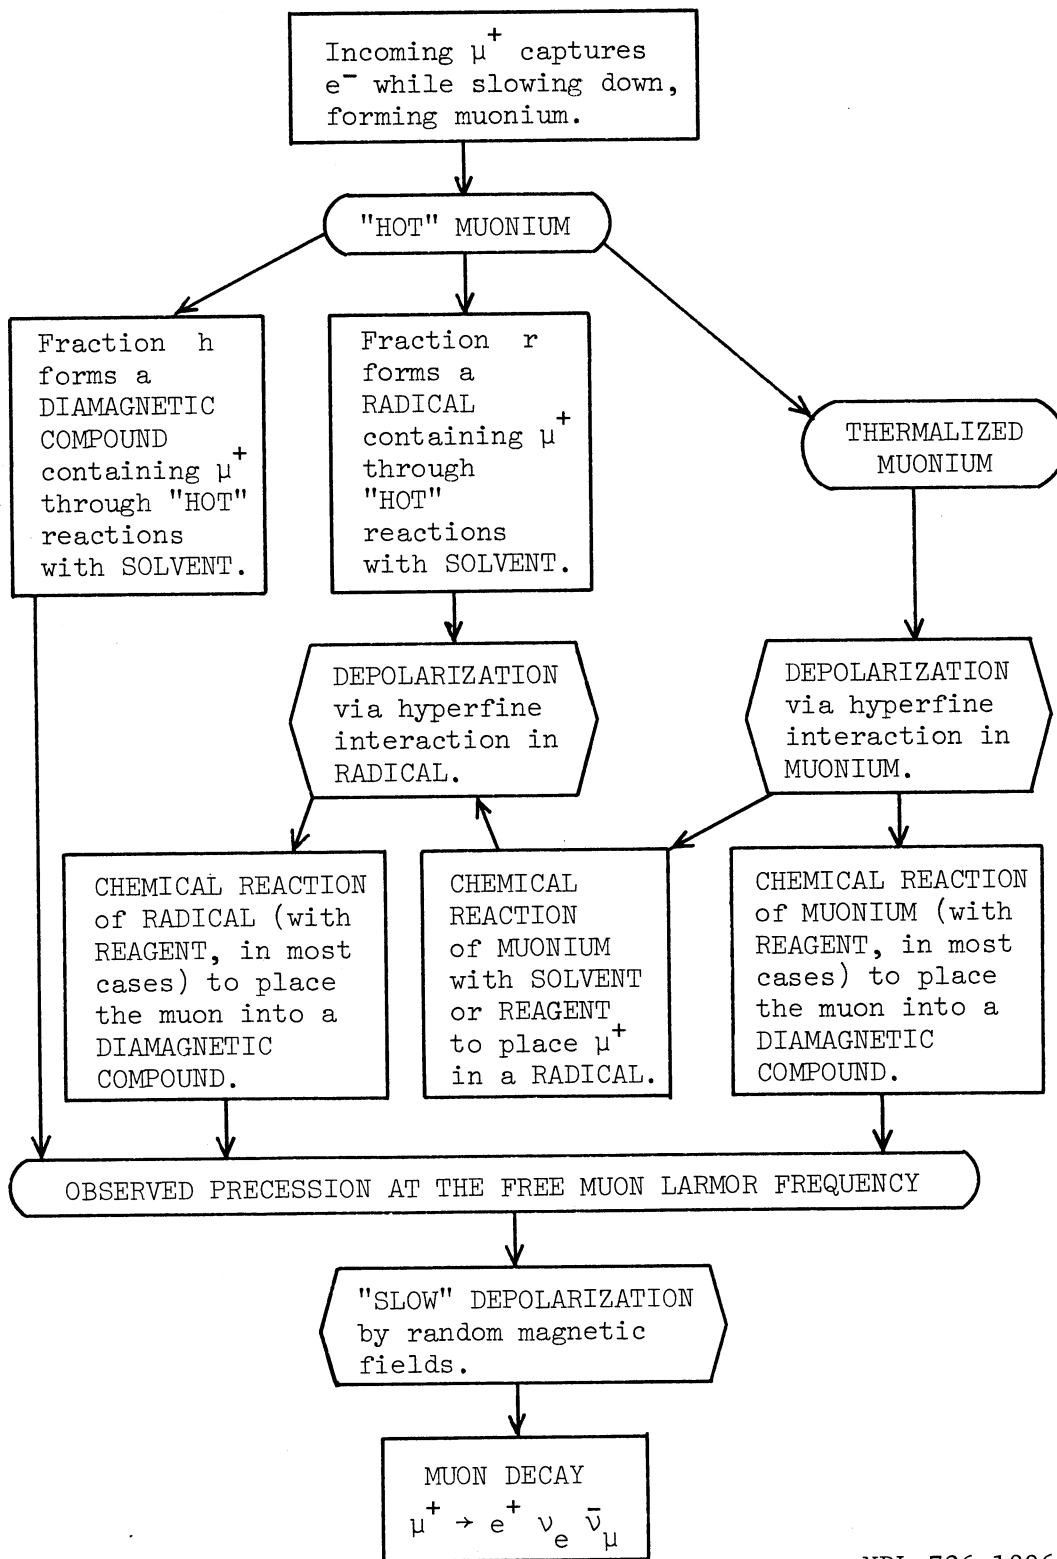 Incoming μ⁺ captures
e⁻ while slowing down,
forming muonium.
"HOT" MUONIUM
Fraction h
forms a
DIAMAGNETIC
COMPOUND
containing μ⁺
through "HOT"
reactions
with SOLVENT.
Fraction r
forms a
RADICAL
containing μ⁺
through
"HOT"
reactions
with SOLVENT.
THERMALIZED
MUONIUM
DEPOLARIZATION
via hyperfine
interaction in
RADICAL.
DEPOLARIZATION
via hyperfine
interaction in
MUONIUM.
CHEMICAL REACTION
of RADICAL (with
REAGENT, in most
cases) to place
the muon into a
DIAMAGNETIC
COMPOUND.
CHEMICAL
REACTION
of MUONIUM
with SOLVENT
or REAGENT
to place μ⁺
in a RADICAL.
CHEMICAL REACTION
of MUONIUM (with
REAGENT, in most
cases) to place
the muon into a
DIAMAGNETIC
COMPOUND.
OBSERVED PRECESSION AT THE FREE MUON LARMOR FREQUENCY
"SLOW" DEPOLARIZATION
by random magnetic
fields.
MUON DECAY
μ⁺ → e⁺ ν_e ν̄_μ